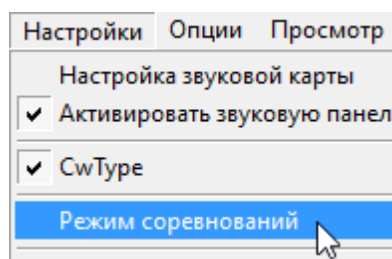 Настройки Опции Просмотр
Настройка звуковой карты
Активировать звуковую панел
CwType
Режим соревнований